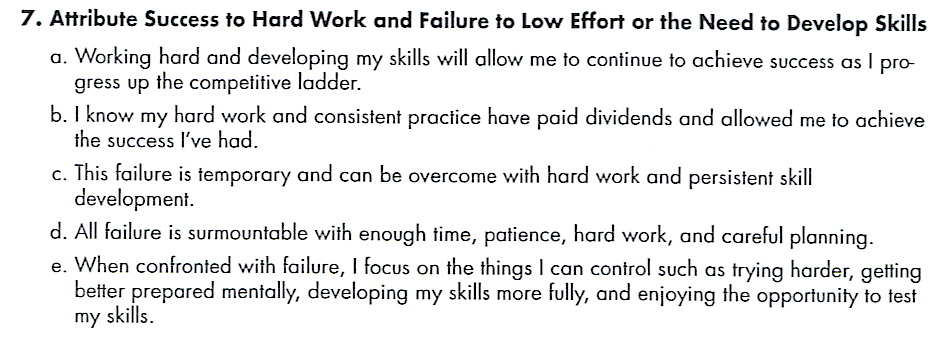 7. Attribute Success to Hard Work and Failure to Low Effort or the Need to Develop Skills
a. Working hard and developing my skills will allow me to continue to achieve success as I pro-
gress up the competitive ladder.
b. I know my hard work and consistent practice have paid dividends and allowed me to achieve
the success I've had.
c. This failure is temporary and can be overcome with hard work and persistent skill
development.
d. All failure is surmountable with enough time, patience, hard work, and careful planning.
e. When confronted with failure, I focus on the things I can control such as trying harder, getting
better prepared mentally, developing my skills more fully, and enjoying the opportunity to test
my skills.